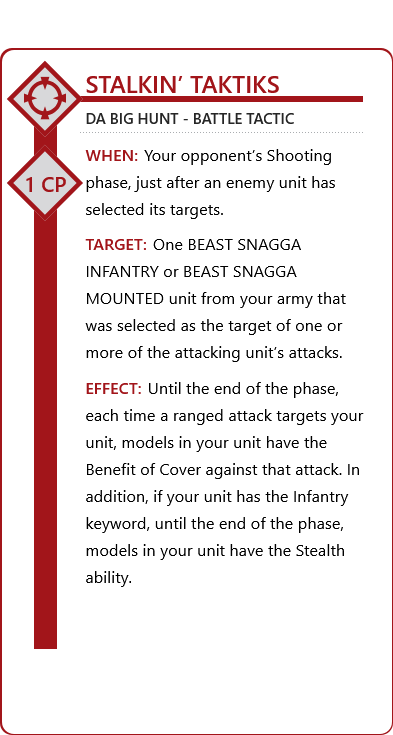 STALKIN’ TAKTIKS
DA BIG HUNT - BATTLE TACTIC
WHEN: Your opponent’s Shooting
1 CP
phase, just after an enemy unit has
selected its targets.
TARGET: One BEAST SNAGGA
INFANTRY or BEAST SNAGGA
MOUNTED unit from your army that
was selected as the target of one or
more of the attacking unit’s attacks.
EFFECT: Until the end of the phase,
each time a ranged attack targets your
unit, models in your unit have the
Benefit of Cover against that attack. In
addition, if your unit has the Infantry
keyword, until the end of the phase,
models in your unit have the Stealth
ability.